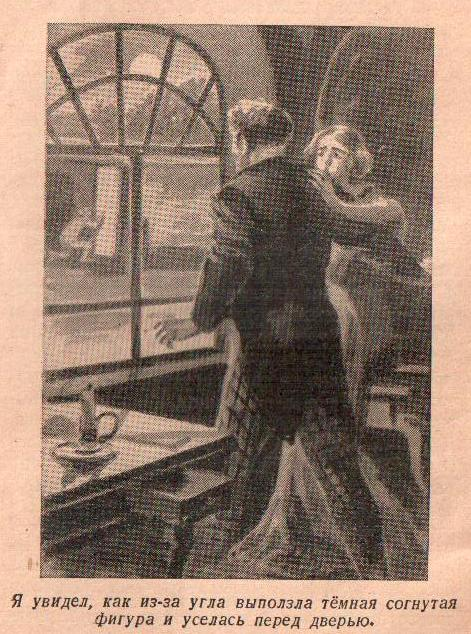 Я увидел, как из-за угла выползла тёмная согнутая
фигура и уселась перед дверью.